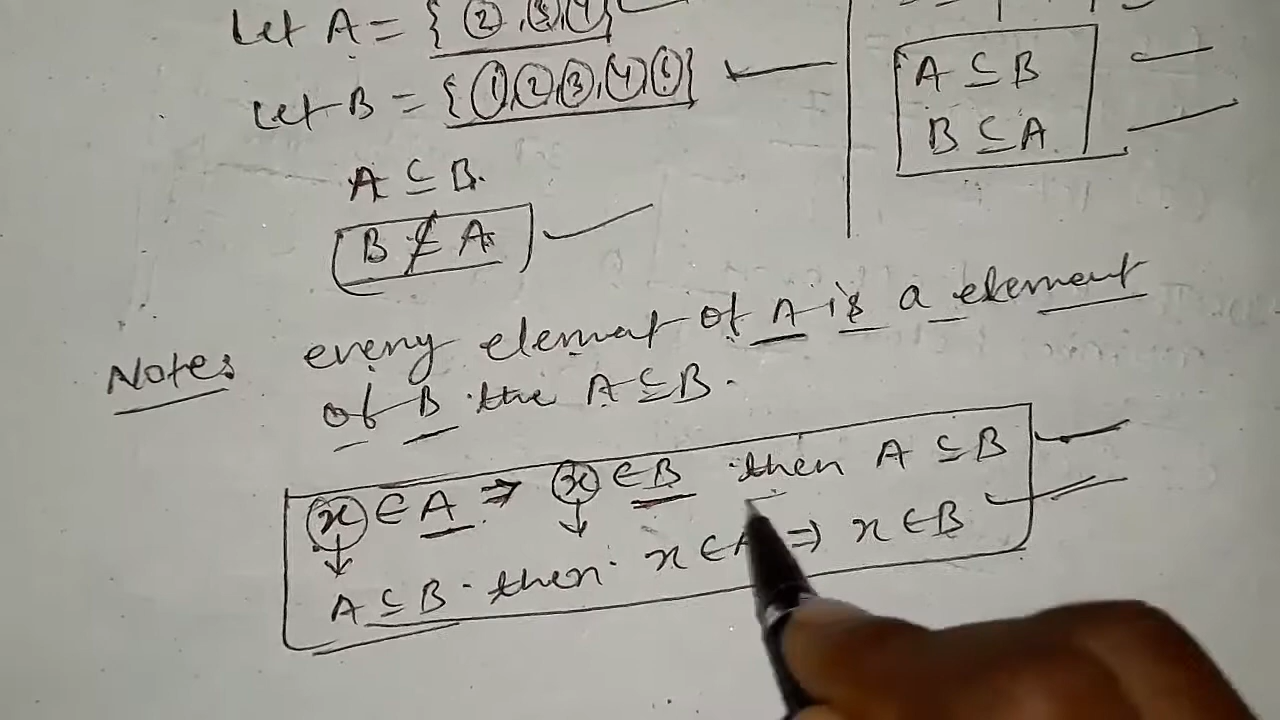 Let A = {2, 3, 4}
Let B = {1, 2, 3, 4, 6}
A ⊆ B.
B ⊈ A.
A ⊆ B
B ⊆ A
Notes every element of A is a element
of B the A ⊆ B.
x ∈ A ⇒ x ∈ B then A ⊆ B
A ⊆ B then x ∈ A ⇒ x ∈ B